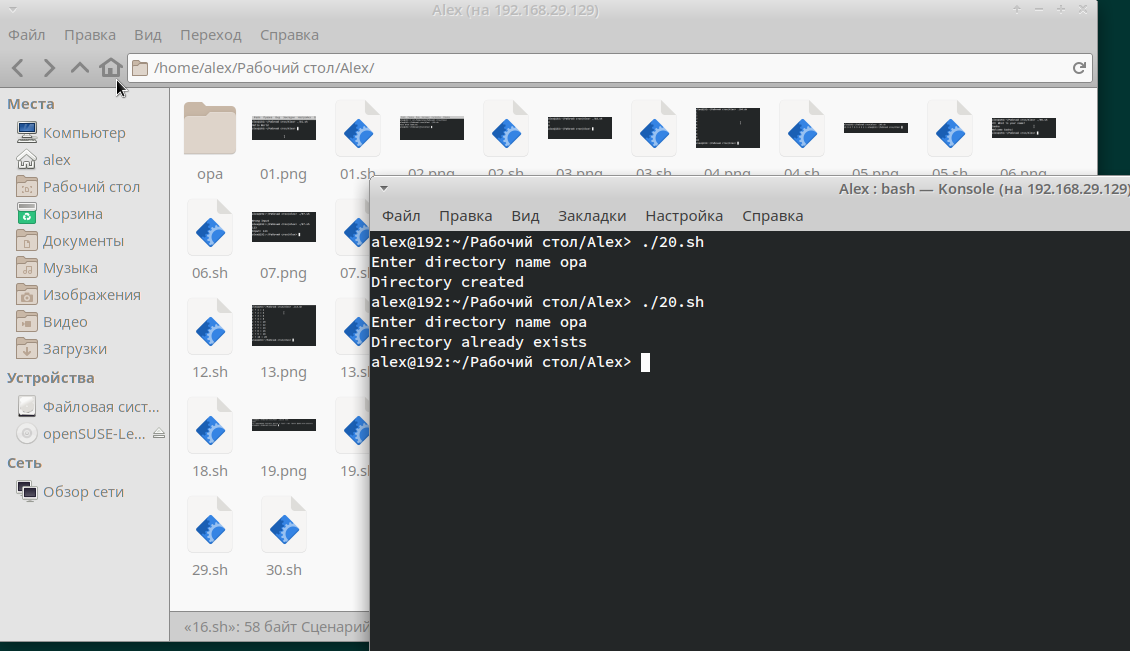 Alex (на 192.168.29.129)
Файл Правка Вид Переход Справка
/home/alex/Рабочий стол/Alex/
Места
Компьютер
alex
Рабочий стол
Корзина
Документы
Музыка
Изображения
Видео
Загрузки
Устройства
Файловая сист...
openSUSE-Le...
Сеть
Обзор сети
opa 01.png 01.sh 02.png 02.sh 03.png 03.sh 04.png 04.sh 05.png 05.sh 06.png
06.sh 07.png 07.s
12.sh 13.png 13.s
18.sh 19.png 19.s
29.sh 30.sh
«16.sh»: 58 байт Сценарий
Alex : bash — Konsole (на 192.168.29.129)
Файл Правка Вид Закладки Настройка Справка
alex@192:~/Рабочий стол/Alex> ./20.sh
Enter directory name opa
Directory created
alex@192:~/Рабочий стол/Alex> ./20.sh
Enter directory name opa
Directory already exists
alex@192:~/Рабочий стол/Alex>